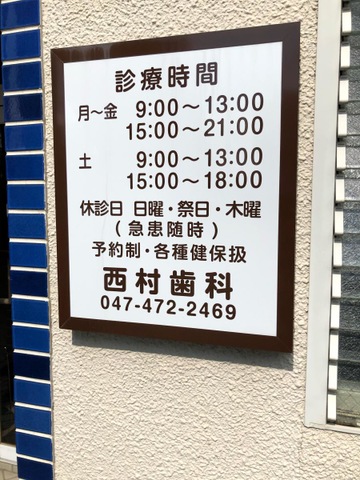 診療時間
月～金 9:00～13:00
15:00～21:00
土 9:00～13:00
15:00～18:00
休診日 日曜・祭日・木曜
(急患随時)
予約制・各種健保扱
西村歯科
047-472-2469